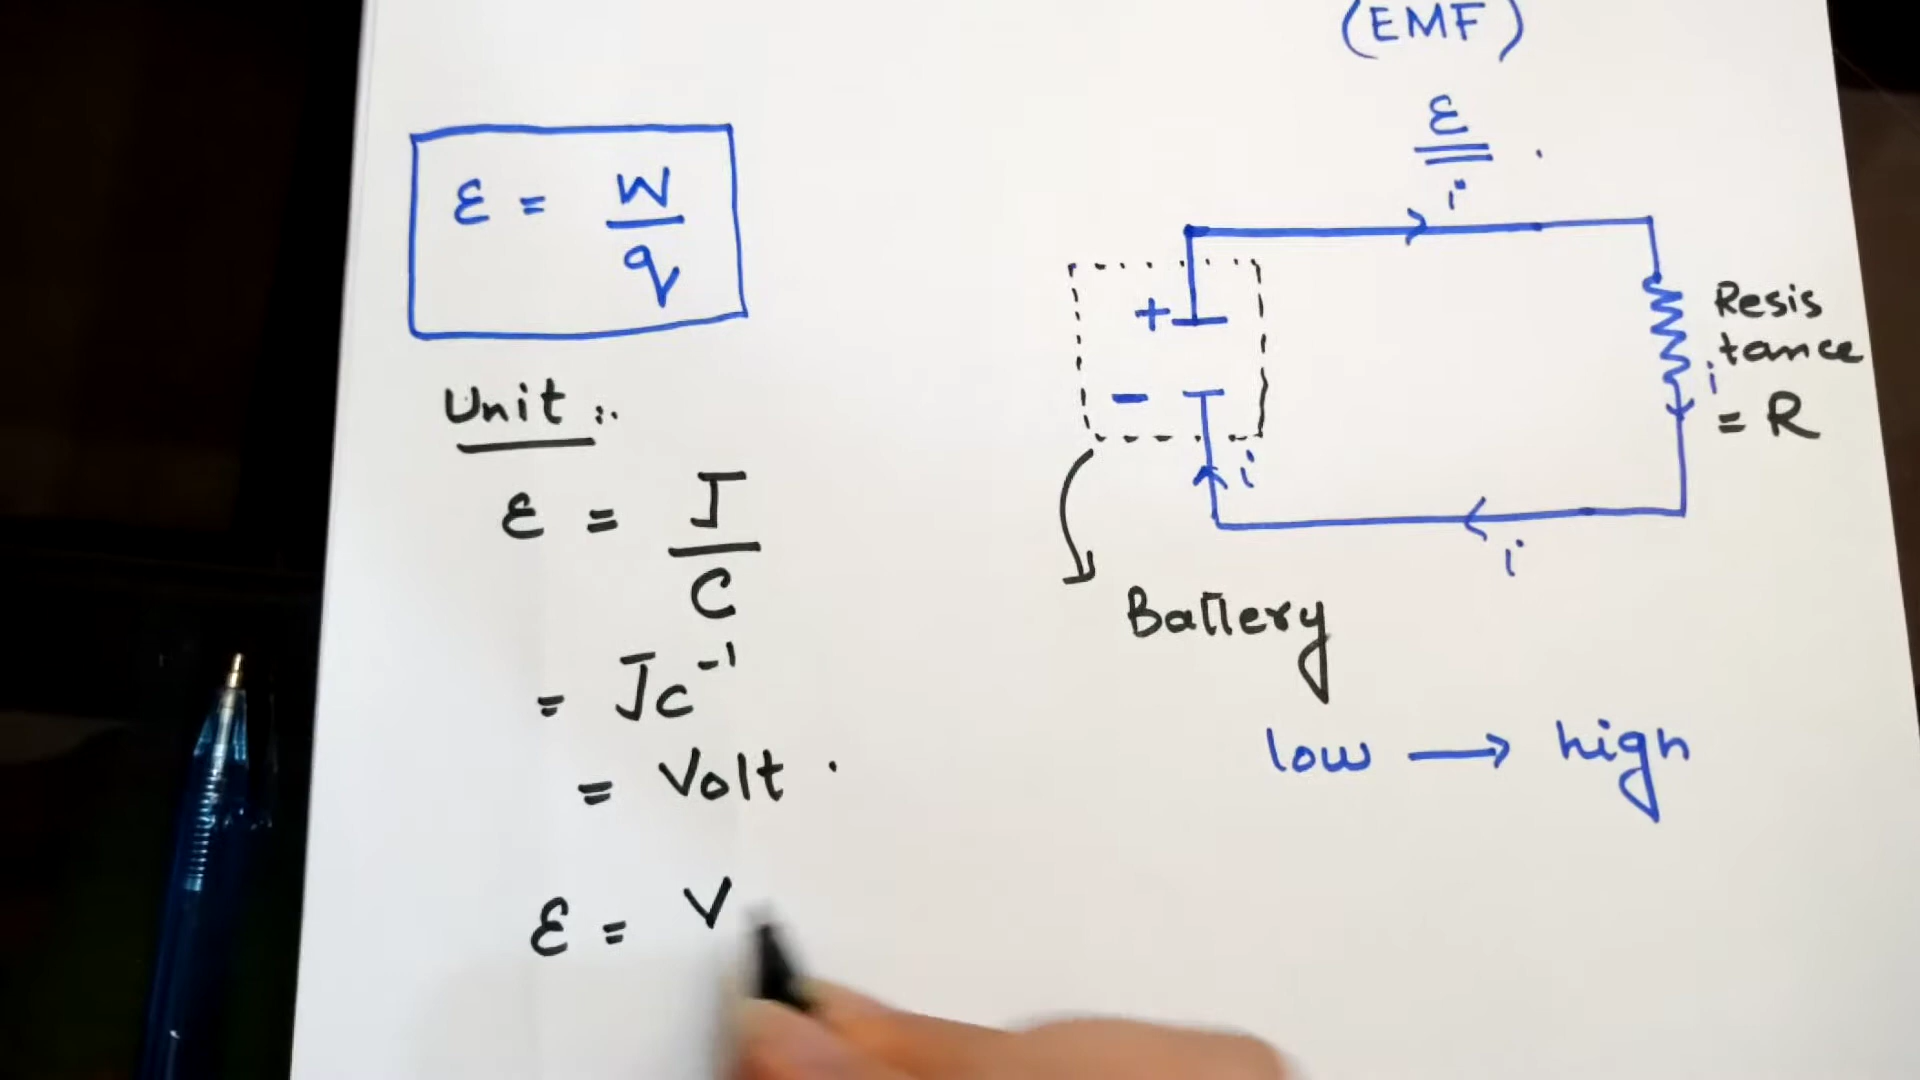 (EMF)
ε
i
ε = W/q
+
Resis
tance
i
= R
-
Unit :.
i
ε = J/C
i
Battery
= JC⁻¹
low → high
= Volt .
ε = V